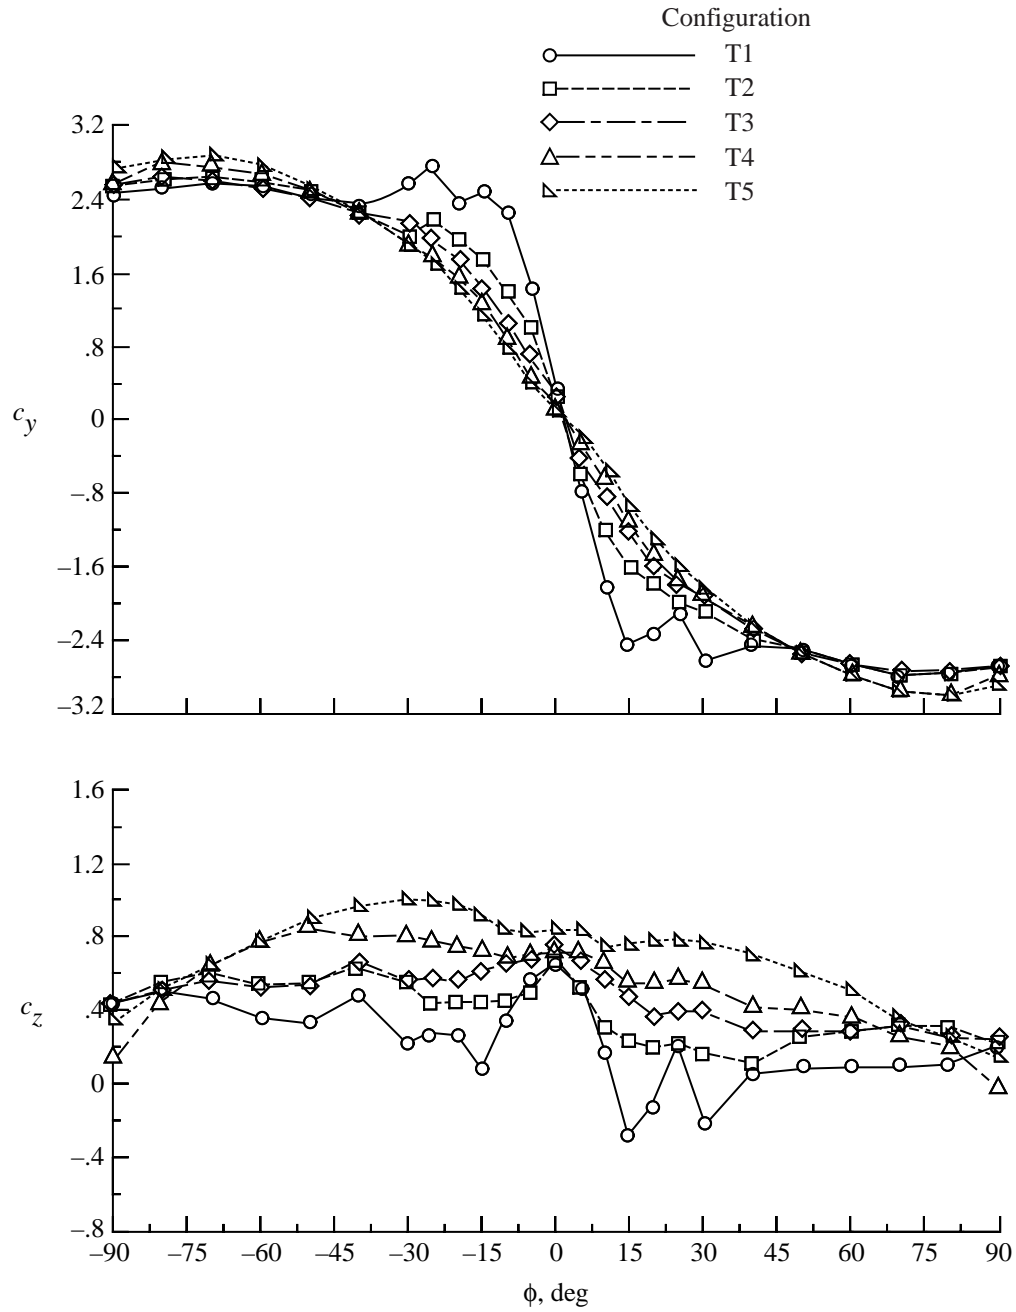 Configuration
T1
T2
T3
T4
T5
3.2
2.4
1.6
.8
0
–.8
–1.6
–2.4
–3.2
c_y
1.6
1.2
.8
.4
0
–.4
–.8
c_z
–90 –75 –60 –45 –30 –15 0 15 30 45 60 75 90
ϕ, deg